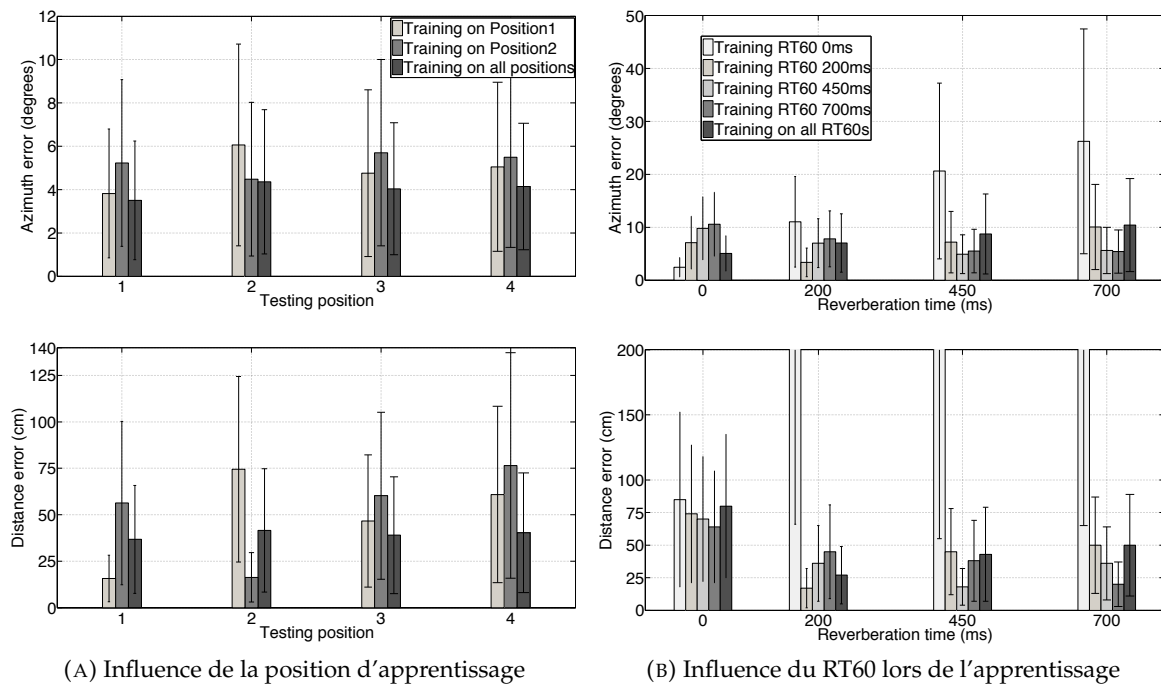 12
10
8
6
4
2
0
Azimuth error (degrees)
Training on Position1
Training on Position2
Training on all positions
1 2 3 4
Testing position
50
40
30
20
10
0
Azimuth error (degrees)
Training RT60 0ms
Training RT60 200ms
Training RT60 450ms
Training RT60 700ms
Training on all RT60s
0 200 450 700
Reverberation time (ms)
140
125
100
75
50
25
0
Distance error (cm)
1 2 3 4
Testing position
200
150
100
75
50
25
0
Distance error (cm)
0 200 450 700
Reverberation time (ms)
(A) Influence de la position d'apprentissage
(B) Influence du RT60 lors de l'apprentissage